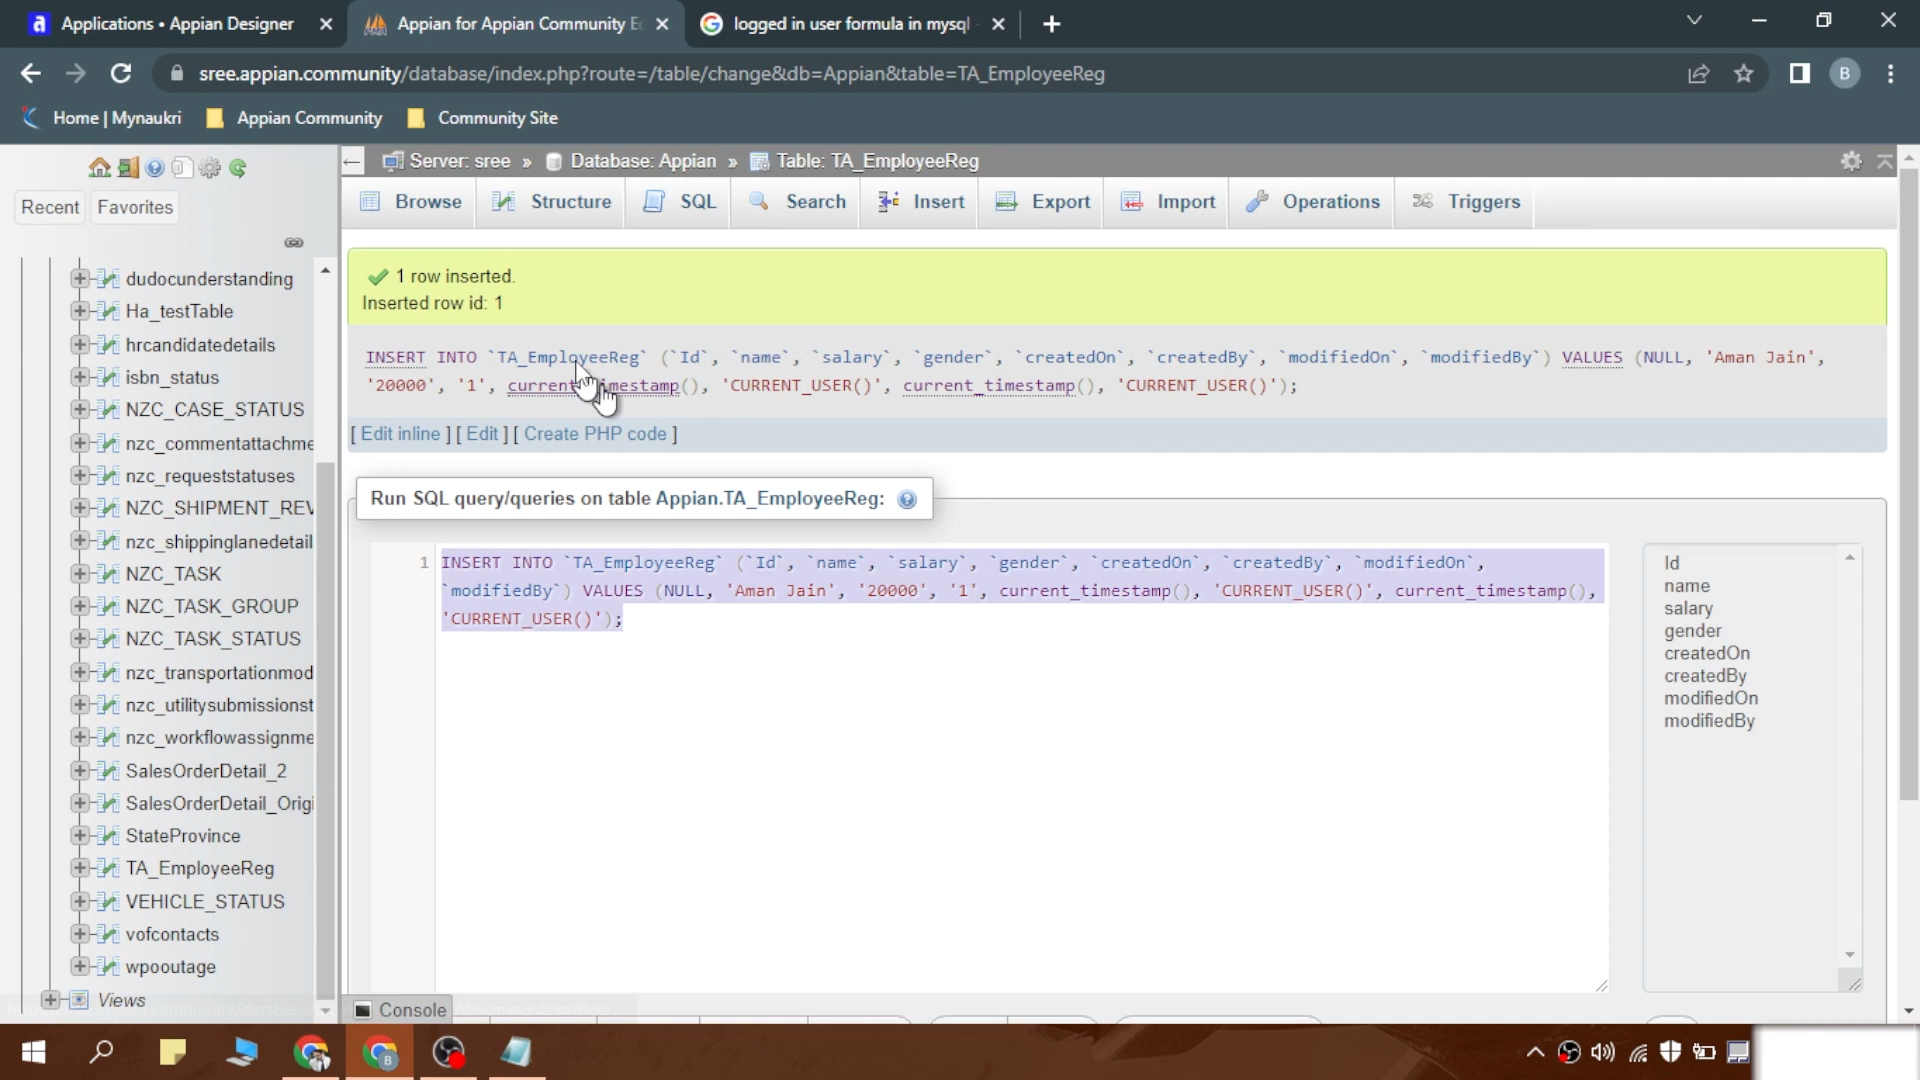 Applications • Appian Designer
Appian for Appian Community Ed
logged in user formula in mysql
sree.appian.community/database/index.php?route=/table/change&db=Appian&table=TA_EmployeeReg
B
Home | Mynaukri
Appian Community
Community Site
Server: sree » Database: Appian » Table: TA_EmployeeReg
Recent
Favorites
Browse
Structure
SQL
Search
Insert
Export
Import
Operations
Triggers
dudocunderstanding
Ha_testTable
hrcandidatedetails
isbn_status
NZC_CASE_STATUS
nzc_commentattachme
nzc_requeststatuses
NZC_SHIPMENT_REV
nzc_shippinglanedetail
NZC_TASK
NZC_TASK_GROUP
NZC_TASK_STATUS
nzc_transportationmod
nzc_utilitysubmissionst
nzc_workflowassignme
SalesOrderDetail_2
SalesOrderDetail_Origi
StateProvince
TA_EmployeeReg
VEHICLE_STATUS
vofcontacts
wpooutage
Views
1 row inserted.
Inserted row id: 1
INSERT INTO `TA_EmployeeReg` (`Id`, `name`, `salary`, `gender`, `createdOn`, `createdBy`, `modifiedOn`, `modifiedBy`) VALUES (NULL, 'Aman Jain',
'20000', '1', current_timestamp(), 'CURRENT_USER()', current_timestamp(), 'CURRENT_USER()');
[ Edit inline ] [ Edit ] [ Create PHP code ]
Run SQL query/queries on table Appian.TA_EmployeeReg:
1 INSERT INTO `TA_EmployeeReg` (`Id`, `name`, `salary`, `gender`, `createdOn`, `createdBy`, `modifiedOn`,
`modifiedBy`) VALUES (NULL, 'Aman Jain', '20000', '1', current_timestamp(), 'CURRENT_USER()', current_timestamp(),
'CURRENT_USER()');
Id
name
salary
gender
createdOn
createdBy
modifiedOn
modifiedBy
Console